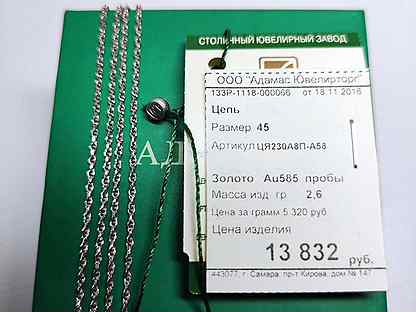 СТОЛИЧНЫЙ ЮВЕЛИРНЫЙ ЗАВОД
ООО "Адамас Ювелирторг"
133Р-1118-000066 от 18.11.2016
Цепь
Размер 45
Артикул ЦЯ230А8П-А58
АД
Золото Au585 пробы
Масса изд. гр 2,6
Цена за грамм 5 320 руб.
Цена изделия
13 832 руб.
443077, г. Самара, пр-т Кирова, дом № 147